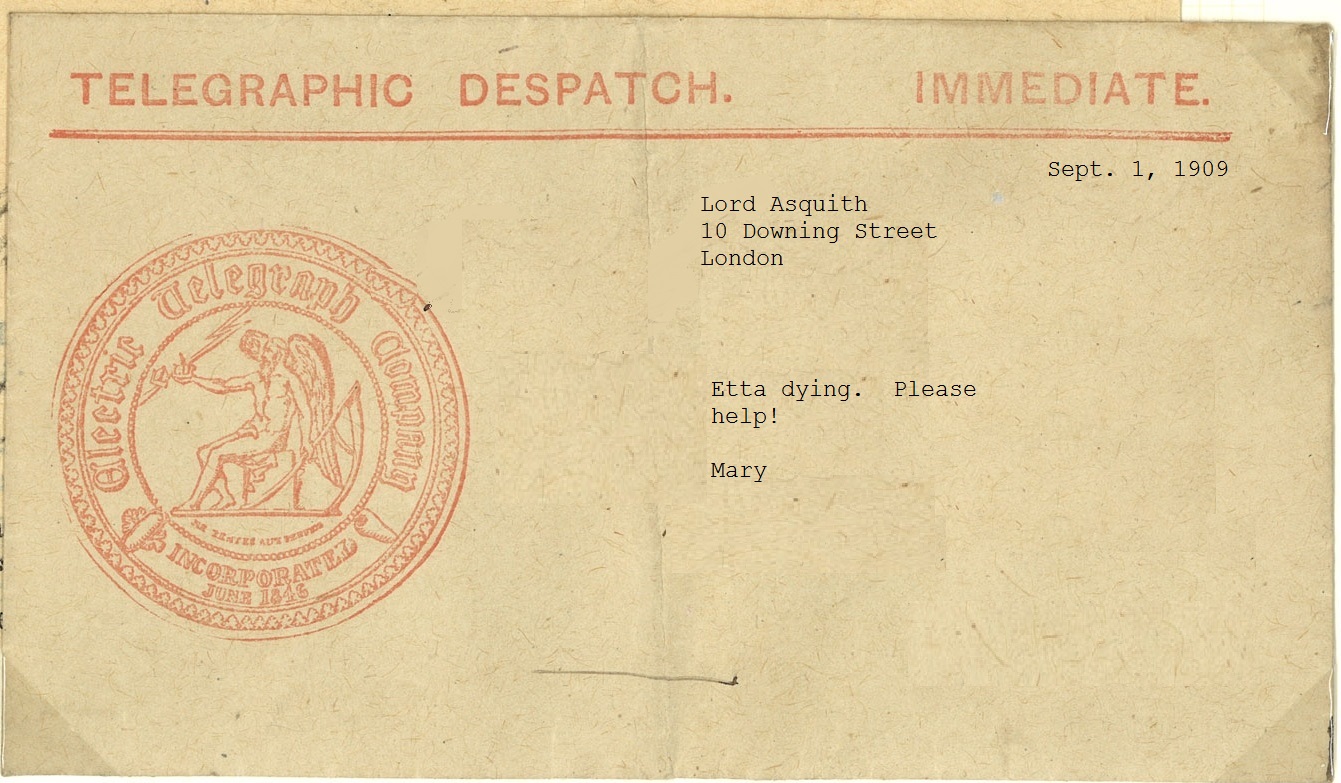 TELEGRAPHIC DESPATCH. IMMEDIATE.
Sept. 1, 1909
Lord Asquith
10 Downing Street
London
Electric Telegraph Company
INCORPORATED
JUNE 1846
Etta dying. Please
help!
Mary